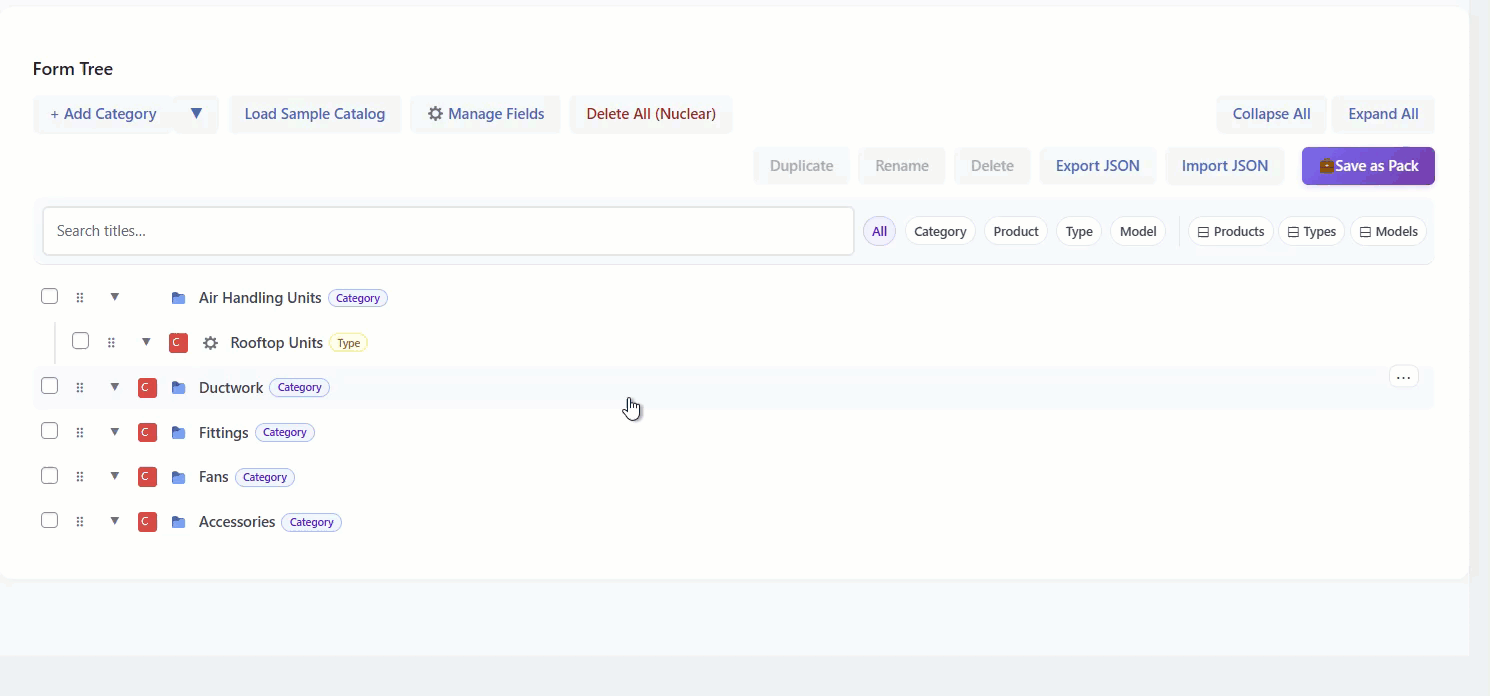 Form Tree
+ Add Category ▼ Load Sample Catalog Manage Fields Delete All (Nuclear) Collapse All Expand All
Duplicate Rename Delete Export JSON Import JSON Save as Pack
Search titles... All Category Product Type Model Products Types Models
Air Handling Units Category
C Rooftop Units Type
C Ductwork Category ...
C Fittings Category
C Fans Category
C Accessories Category